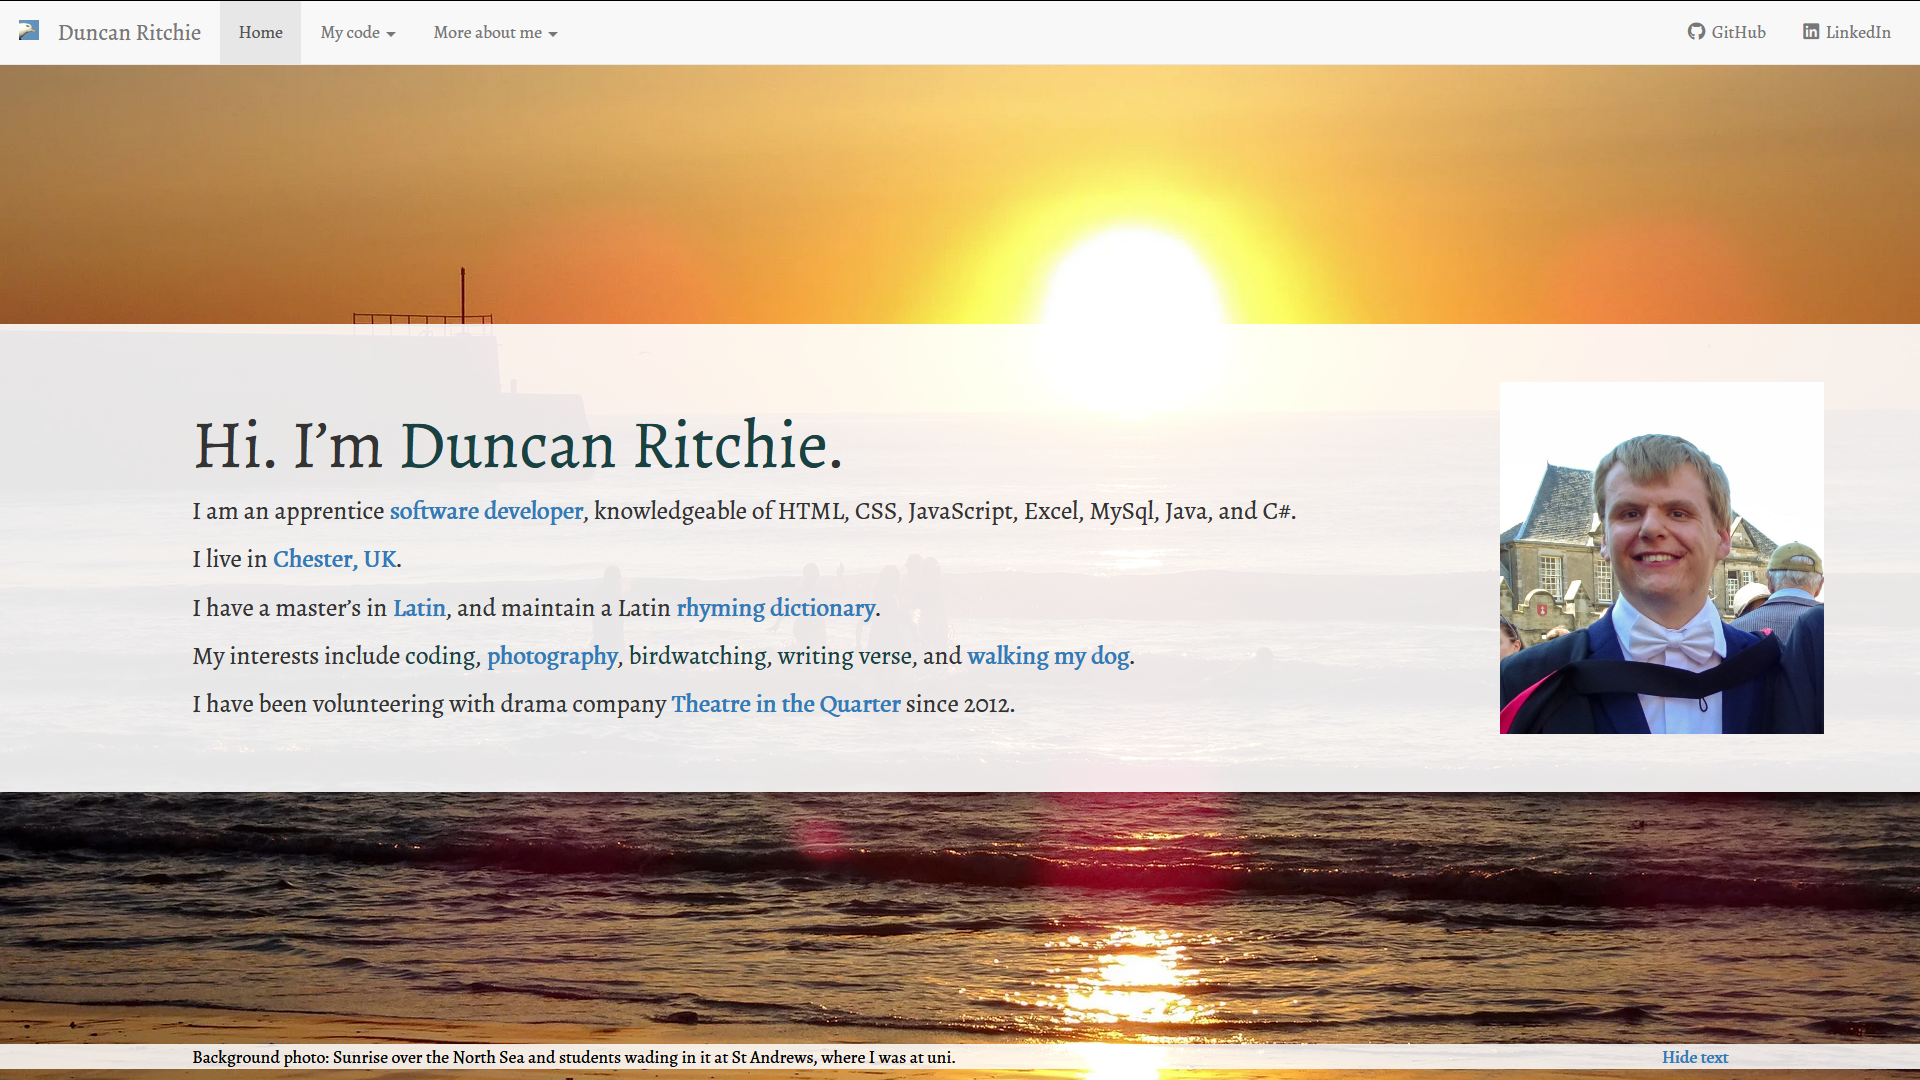 Duncan Ritchie Home My code More about me GitHub LinkedIn
Hi. I’m Duncan Ritchie.
I am an apprentice software developer, knowledgeable of HTML, CSS, JavaScript, Excel, MySql, Java, and C#.
I live in Chester, UK.
I have a master’s in Latin, and maintain a Latin rhyming dictionary.
My interests include coding, photography, birdwatching, writing verse, and walking my dog.
I have been volunteering with drama company Theatre in the Quarter since 2012.
Background photo: Sunrise over the North Sea and students wading in it at St Andrews, where I was at uni. Hide text